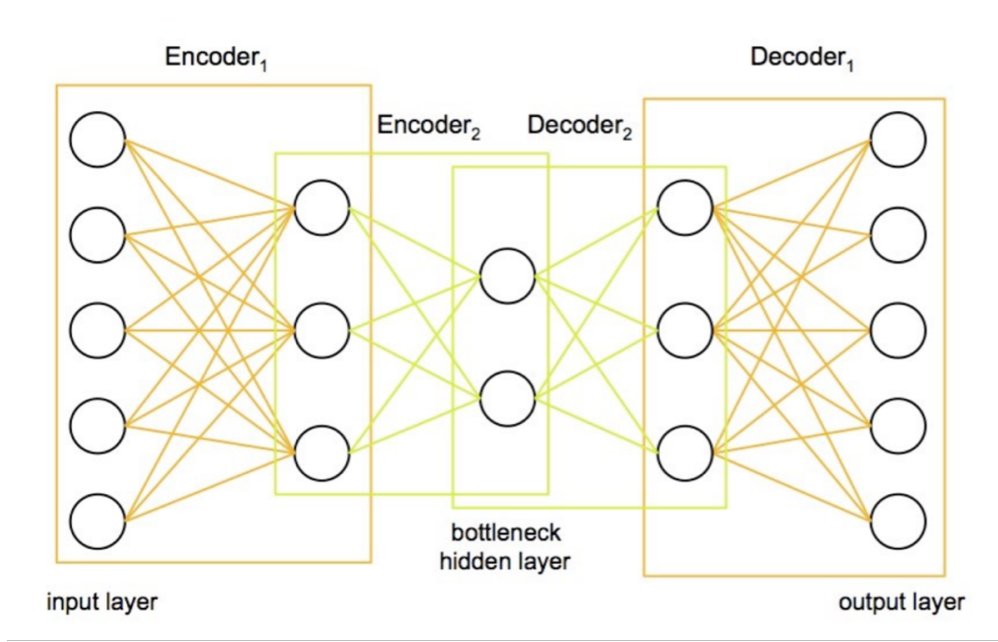 Encoder₁
Decoder₁
Encoder₂
Decoder₂
bottleneck
hidden layer
input layer
output layer